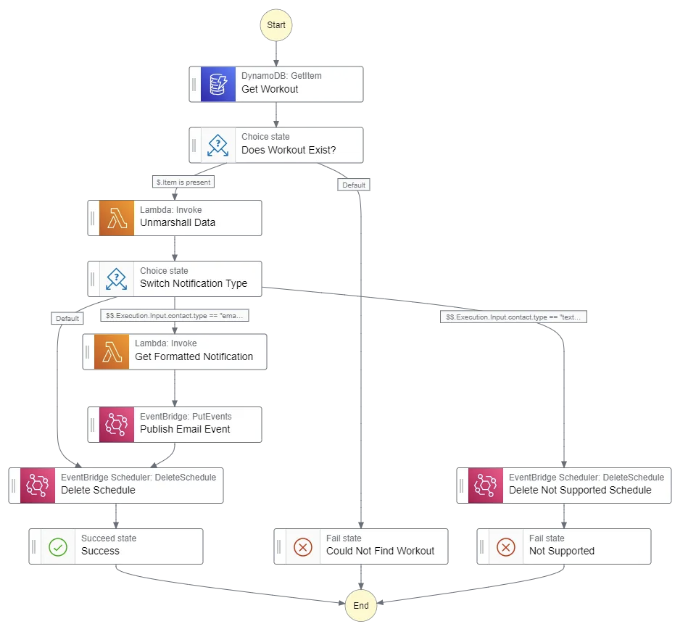 Start
DynamoDB: GetItem
Get Workout
Choice state
Does Workout Exist?
$.Item is present
Default
Lambda: Invoke
Unmarshall Data
Choice state
Switch Notification Type
Default
$$.Execution.Input.contact.type == "ema...
$$.Execution.Input.contact.type == "text...
Lambda: Invoke
Get Formatted Notification
EventBridge: PutEvents
Publish Email Event
EventBridge Scheduler: DeleteSchedule
Delete Schedule
EventBridge Scheduler: DeleteSchedule
Delete Not Supported Schedule
Succeed state
Success
Fail state
Could Not Find Workout
Fail state
Not Supported
End